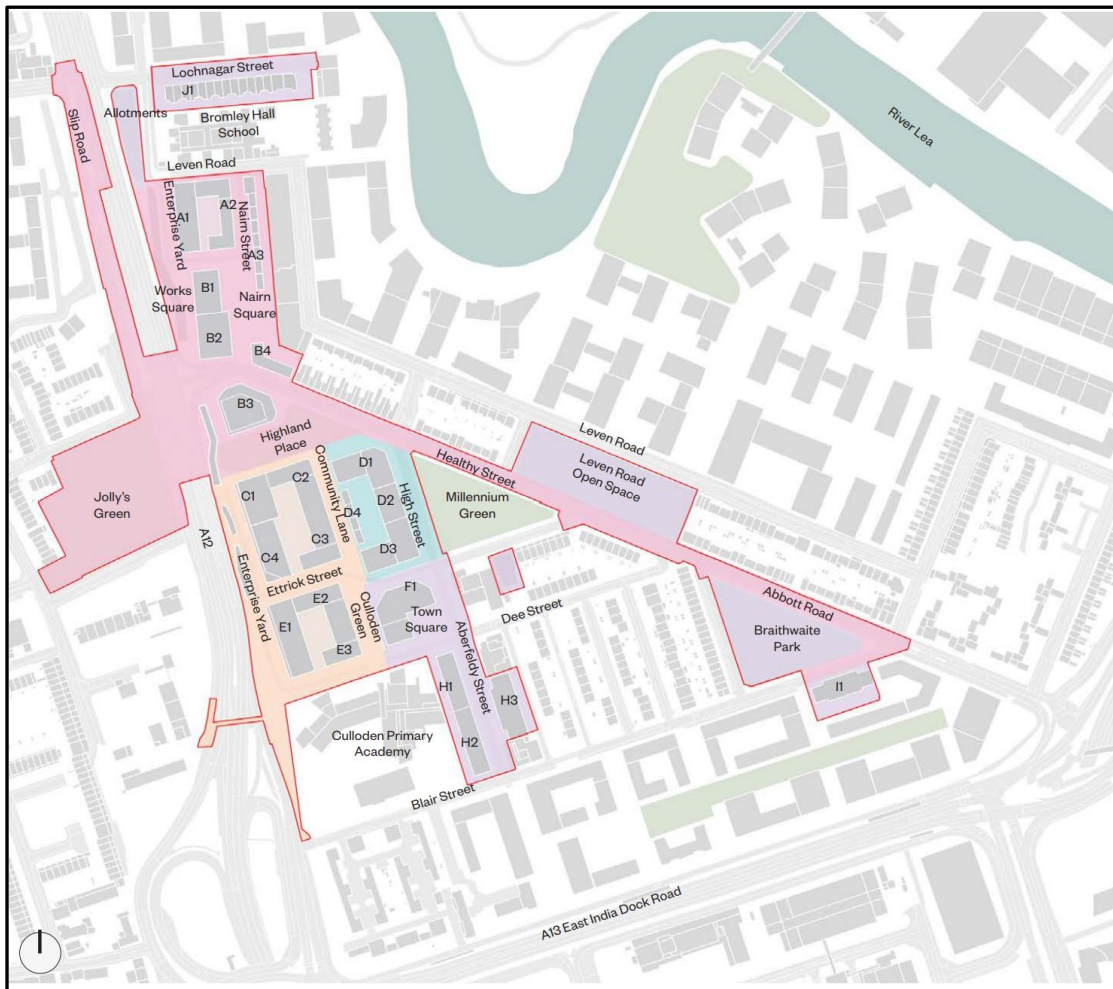 Lochnagar Street
J1
Allotments
Bromley Hall
School
Slip Road
River Lea
Leven Road
Enterprise Yard
A1
A2
Nairn Street
A3
Works
Square
B1
Nairn
Square
B2
B4
B3
Highland
Place
Leven Road
Healthy Street
Leven Road
Open Space
Community Lane
D1
C2
C1
High Street
Millennium
Green
D2
D4
Jolly's
Green
A12
C3
D3
C4
Enterprise Yard
Ettrick Street
E2
Culloden
Green
F1
Town
Square
Dee Street
Abbott Road
Braithwaite
Park
E1
E3
Aberfeldy Street
H1
H3
I1
Culloden Primary
Academy
H2
Blair Street
A13 East India Dock Road